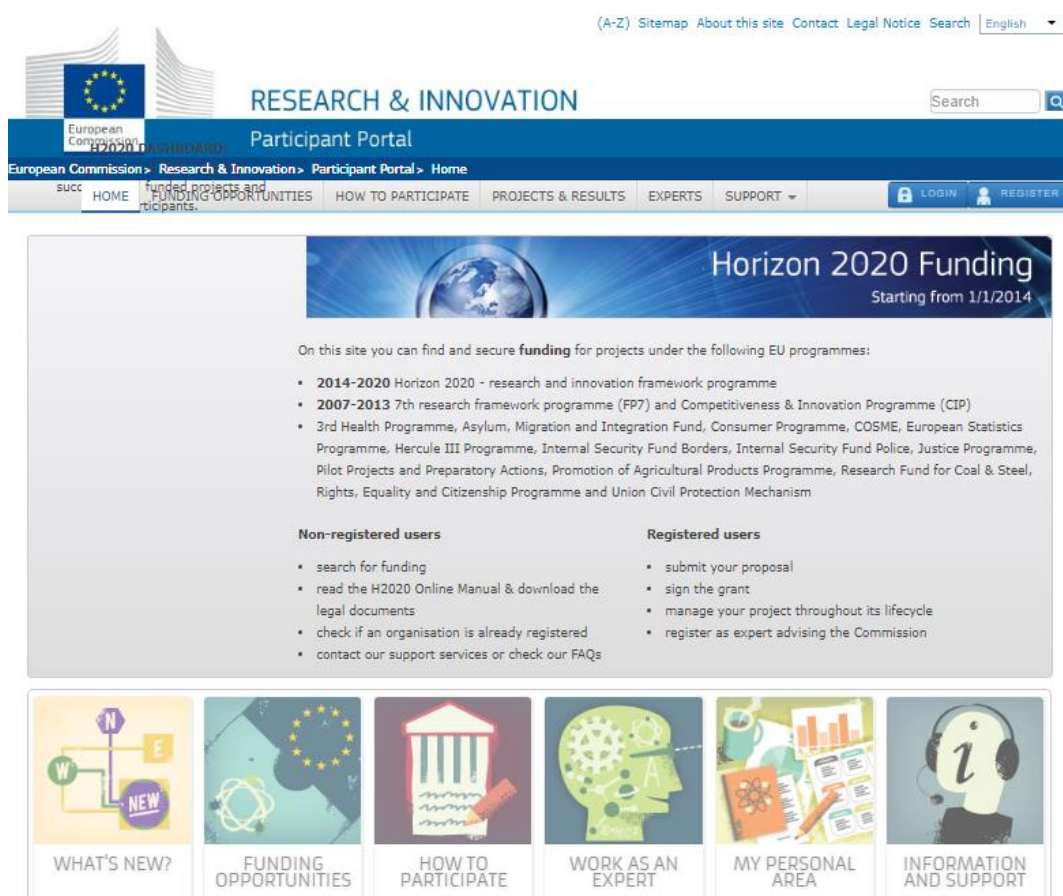 (A-Z) Sitemap About this site Contact Legal Notice Search English
RESEARCH & INNOVATION
Search
European
Commission
H2020 DASHBOARD:
Participant Portal
European Commission > Research & Innovation > Participant Portal > Home
succ funded projects and
HOME FUNDING OPPORTUNITIES HOW TO PARTICIPATE PROJECTS & RESULTS EXPERTS SUPPORT LOGIN REGISTER
rticipants.
Horizon 2020 Funding
Starting from 1/1/2014
On this site you can find and secure funding for projects under the following EU programmes:
▪ 2014-2020 Horizon 2020 - research and innovation framework programme
▪ 2007-2013 7th research framework programme (FP7) and Competitiveness & Innovation Programme (CIP)
▪ 3rd Health Programme, Asylum, Migration and Integration Fund, Consumer Programme, COSME, European Statistics
Programme, Hercule III Programme, Internal Security Fund Borders, Internal Security Fund Police, Justice Programme,
Pilot Projects and Preparatory Actions, Promotion of Agricultural Products Programme, Research Fund for Coal & Steel,
Rights, Equality and Citizenship Programme and Union Civil Protection Mechanism
Non-registered users
▪ search for funding
▪ read the H2020 Online Manual & download the
legal documents
▪ check if an organisation is already registered
▪ contact our support services or check our FAQs
Registered users
▪ submit your proposal
▪ sign the grant
▪ manage your project throughout its lifecycle
▪ register as expert advising the Commission
N
E
W
NEW
A
i
WHAT'S NEW?
FUNDING
OPPORTUNITIES
HOW TO
PARTICIPATE
WORK AS AN
EXPERT
MY PERSONAL
AREA
INFORMATION
AND SUPPORT